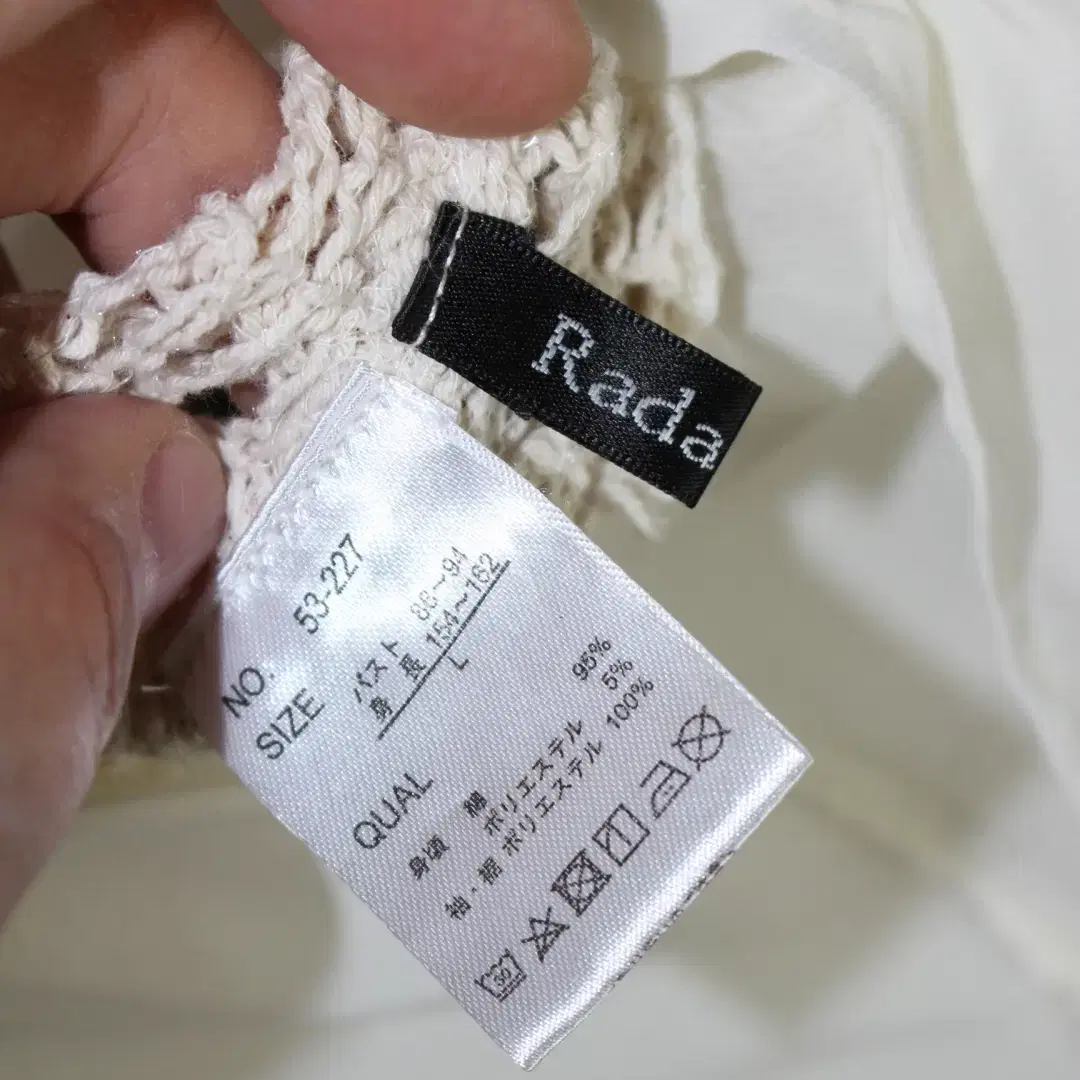 Rada
NO. 53-227
SIZE バスト 86~94
身長 154~162
L
QUAL
身頃 綿 95%
ポリエステル 5%
袖・裾 ポリエステル 100%
30